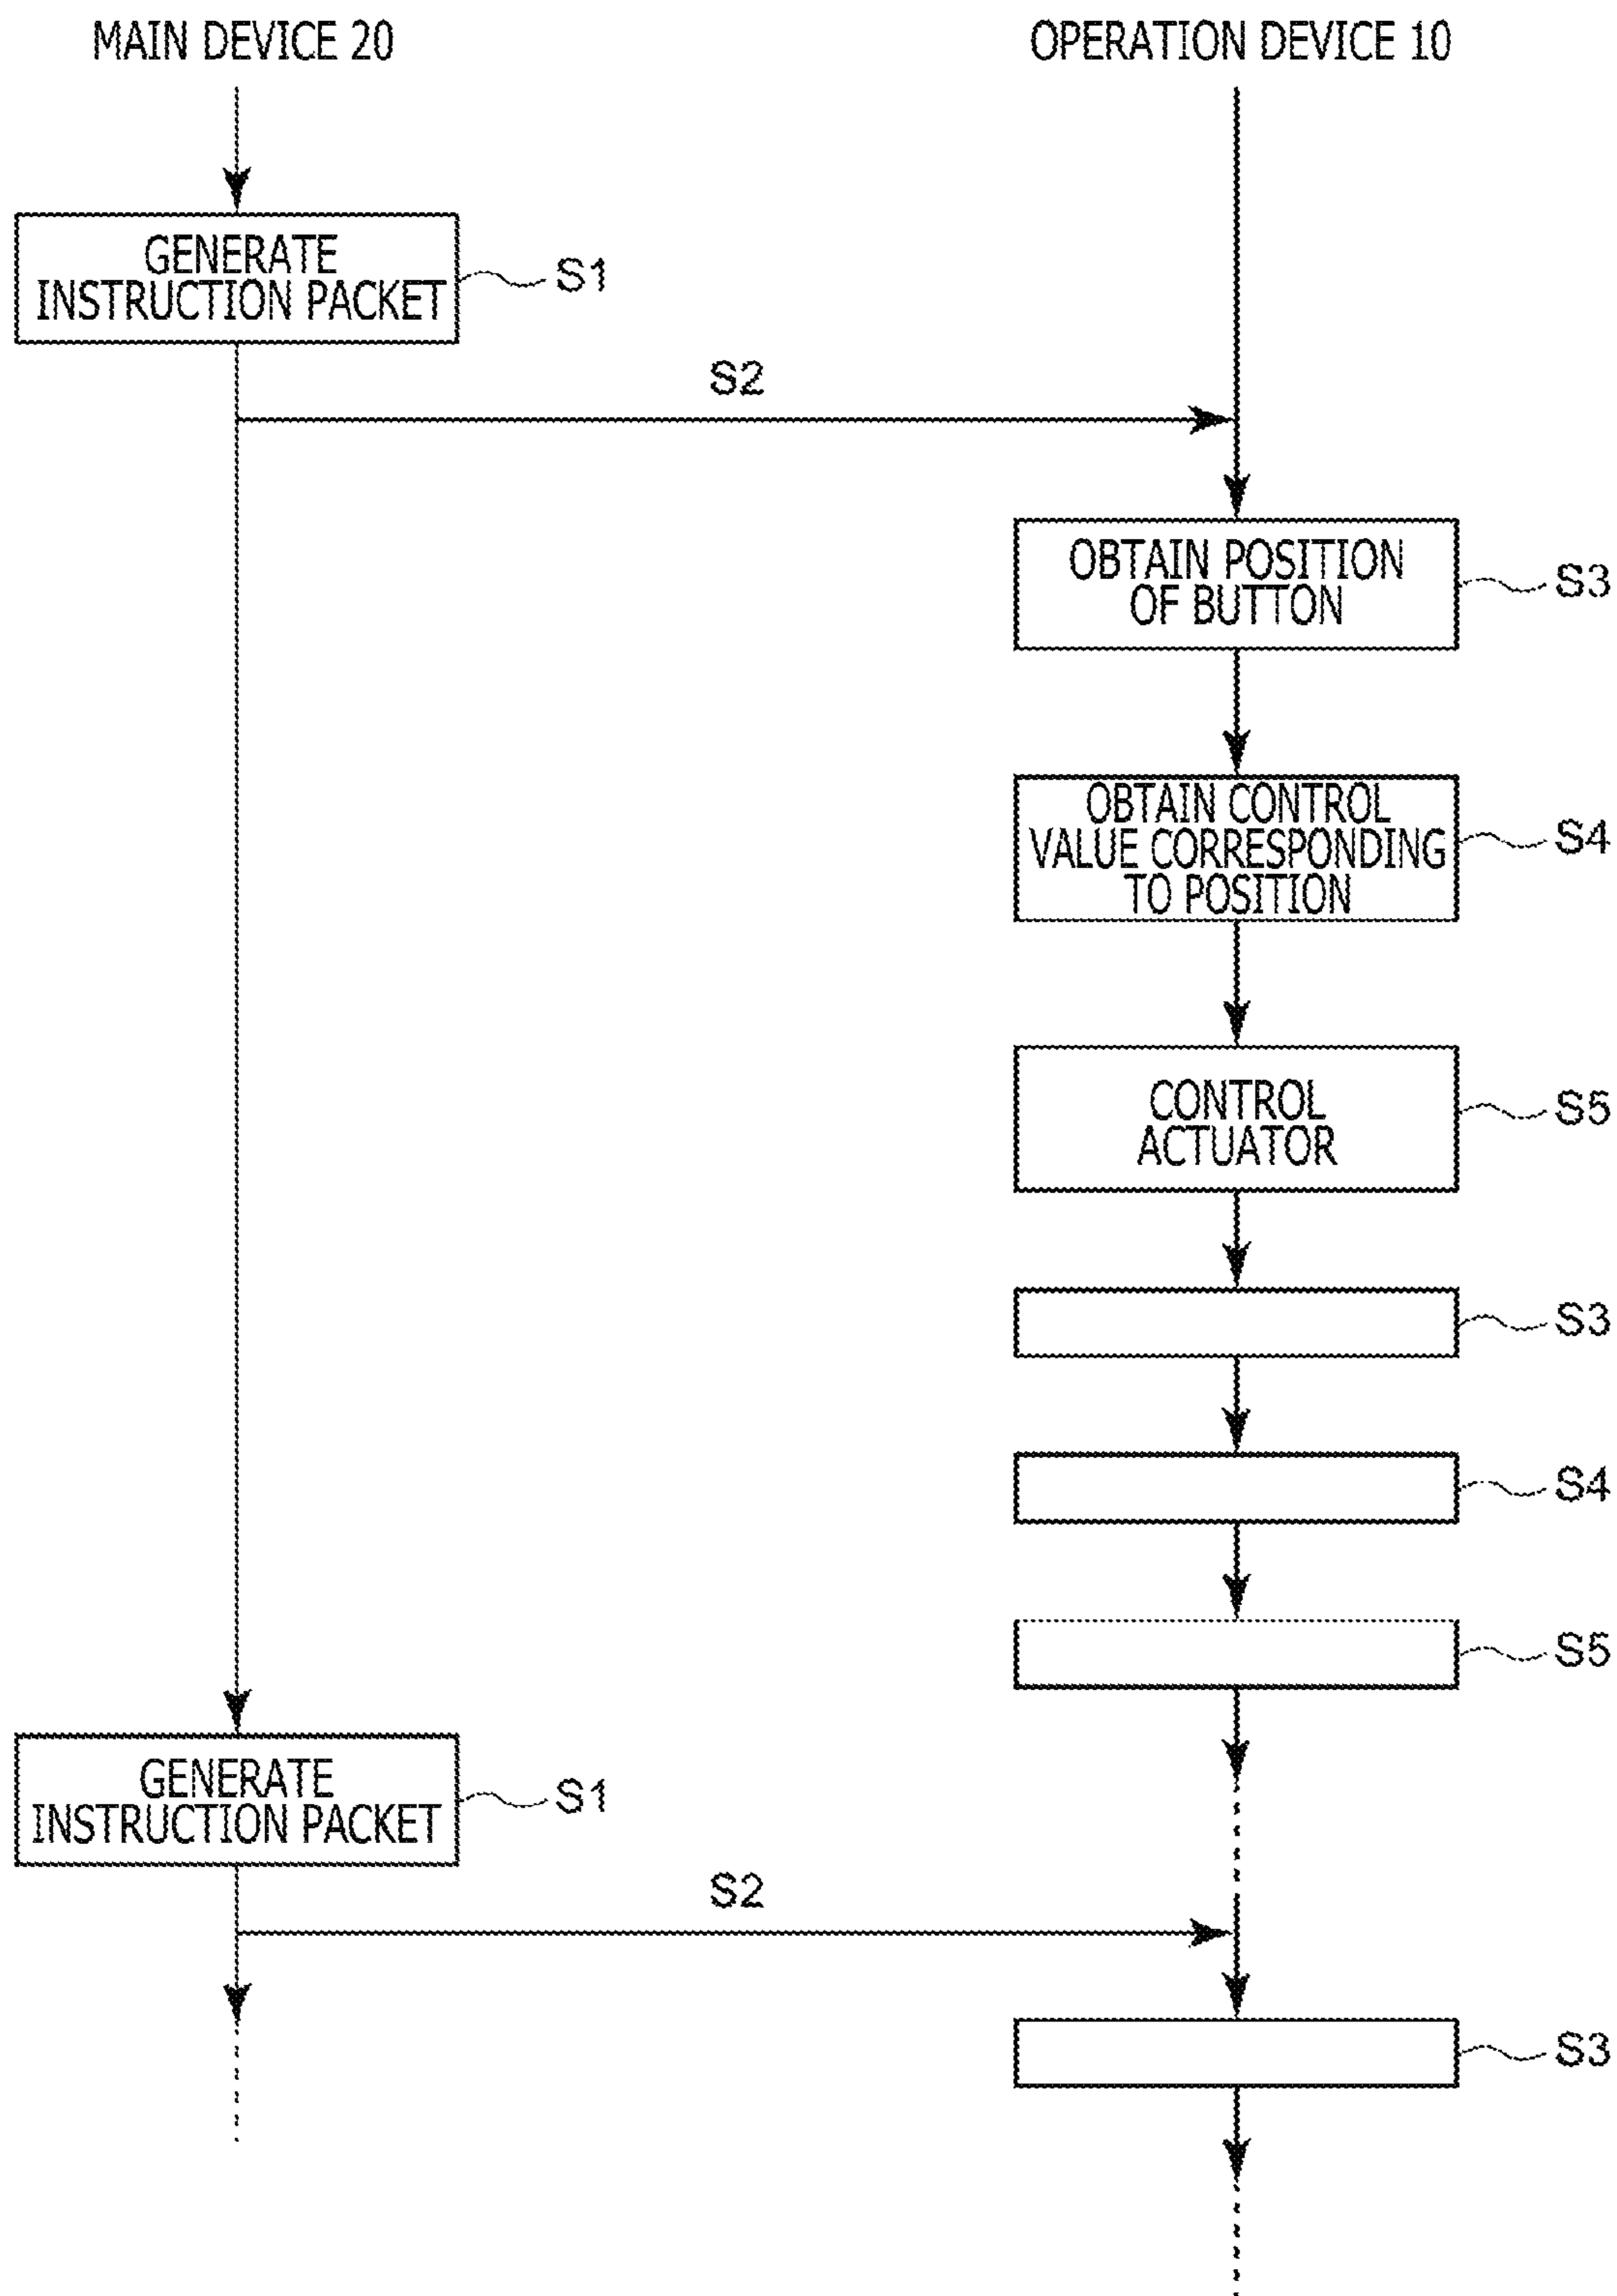 MAIN DEVICE 20
OPERATION DEVICE 10
GENERATE
INSTRUCTION PACKET
S1
S2
OBTAIN POSITION
OF BUTTON
S3
OBTAIN CONTROL
VALUE CORRESPONDING
TO POSITION
S4
CONTROL
ACTUATOR
S5
S3
S4
S5
GENERATE
INSTRUCTION PACKET
S1
S2
S3